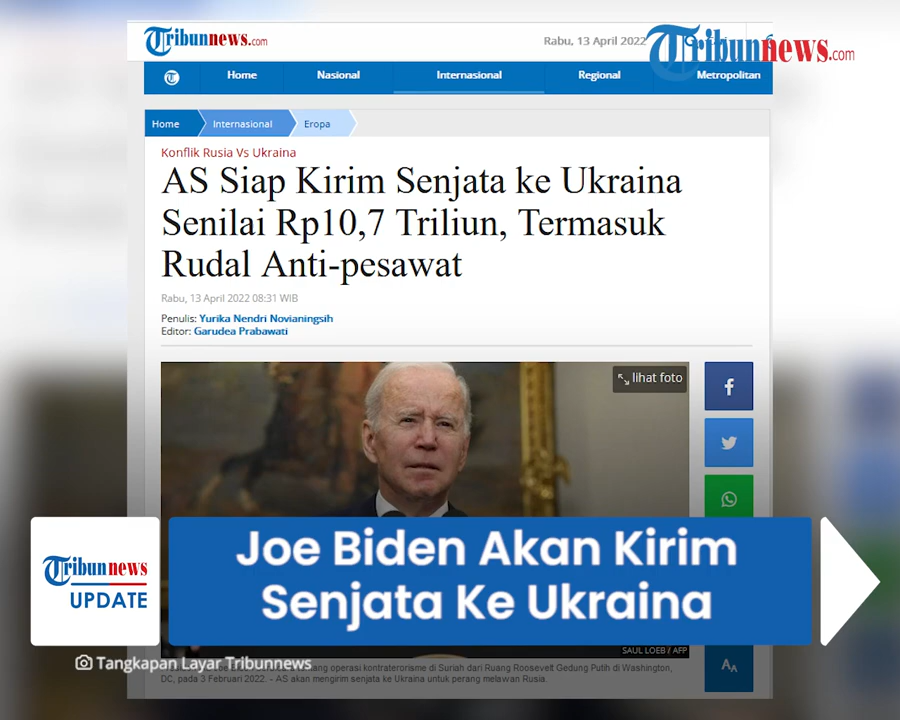 Tribunnews.com
Rabu, 13 April 2022
Tribunnews.com
Home Nasional Internasional Regional Metropolitan
Home Internasional Eropa
Konflik Rusia Vs Ukraina
AS Siap Kirim Senjata ke Ukraina
Senilai Rp10,7 Triliun, Termasuk
Rudal Anti-pesawat
Rabu, 13 April 2022 08:31 WIB
Penulis: Yurika Nendri Novianingsih
Editor: Garudea Prabawati
lihat foto
Joe Biden Akan Kirim
Senjata Ke Ukraina
Tribunnews
UPDATE
SAUL LOEB / AFP
Tangkapan Layar Tribunnews
operasi kontraterorisme di Suriah dari Ruang Roosevelt Gedung Putih di Washington,
DC, pada 3 Februari 2022. - AS akan mengirim senjata ke Ukraina untuk perang melawan Rusia.
AA